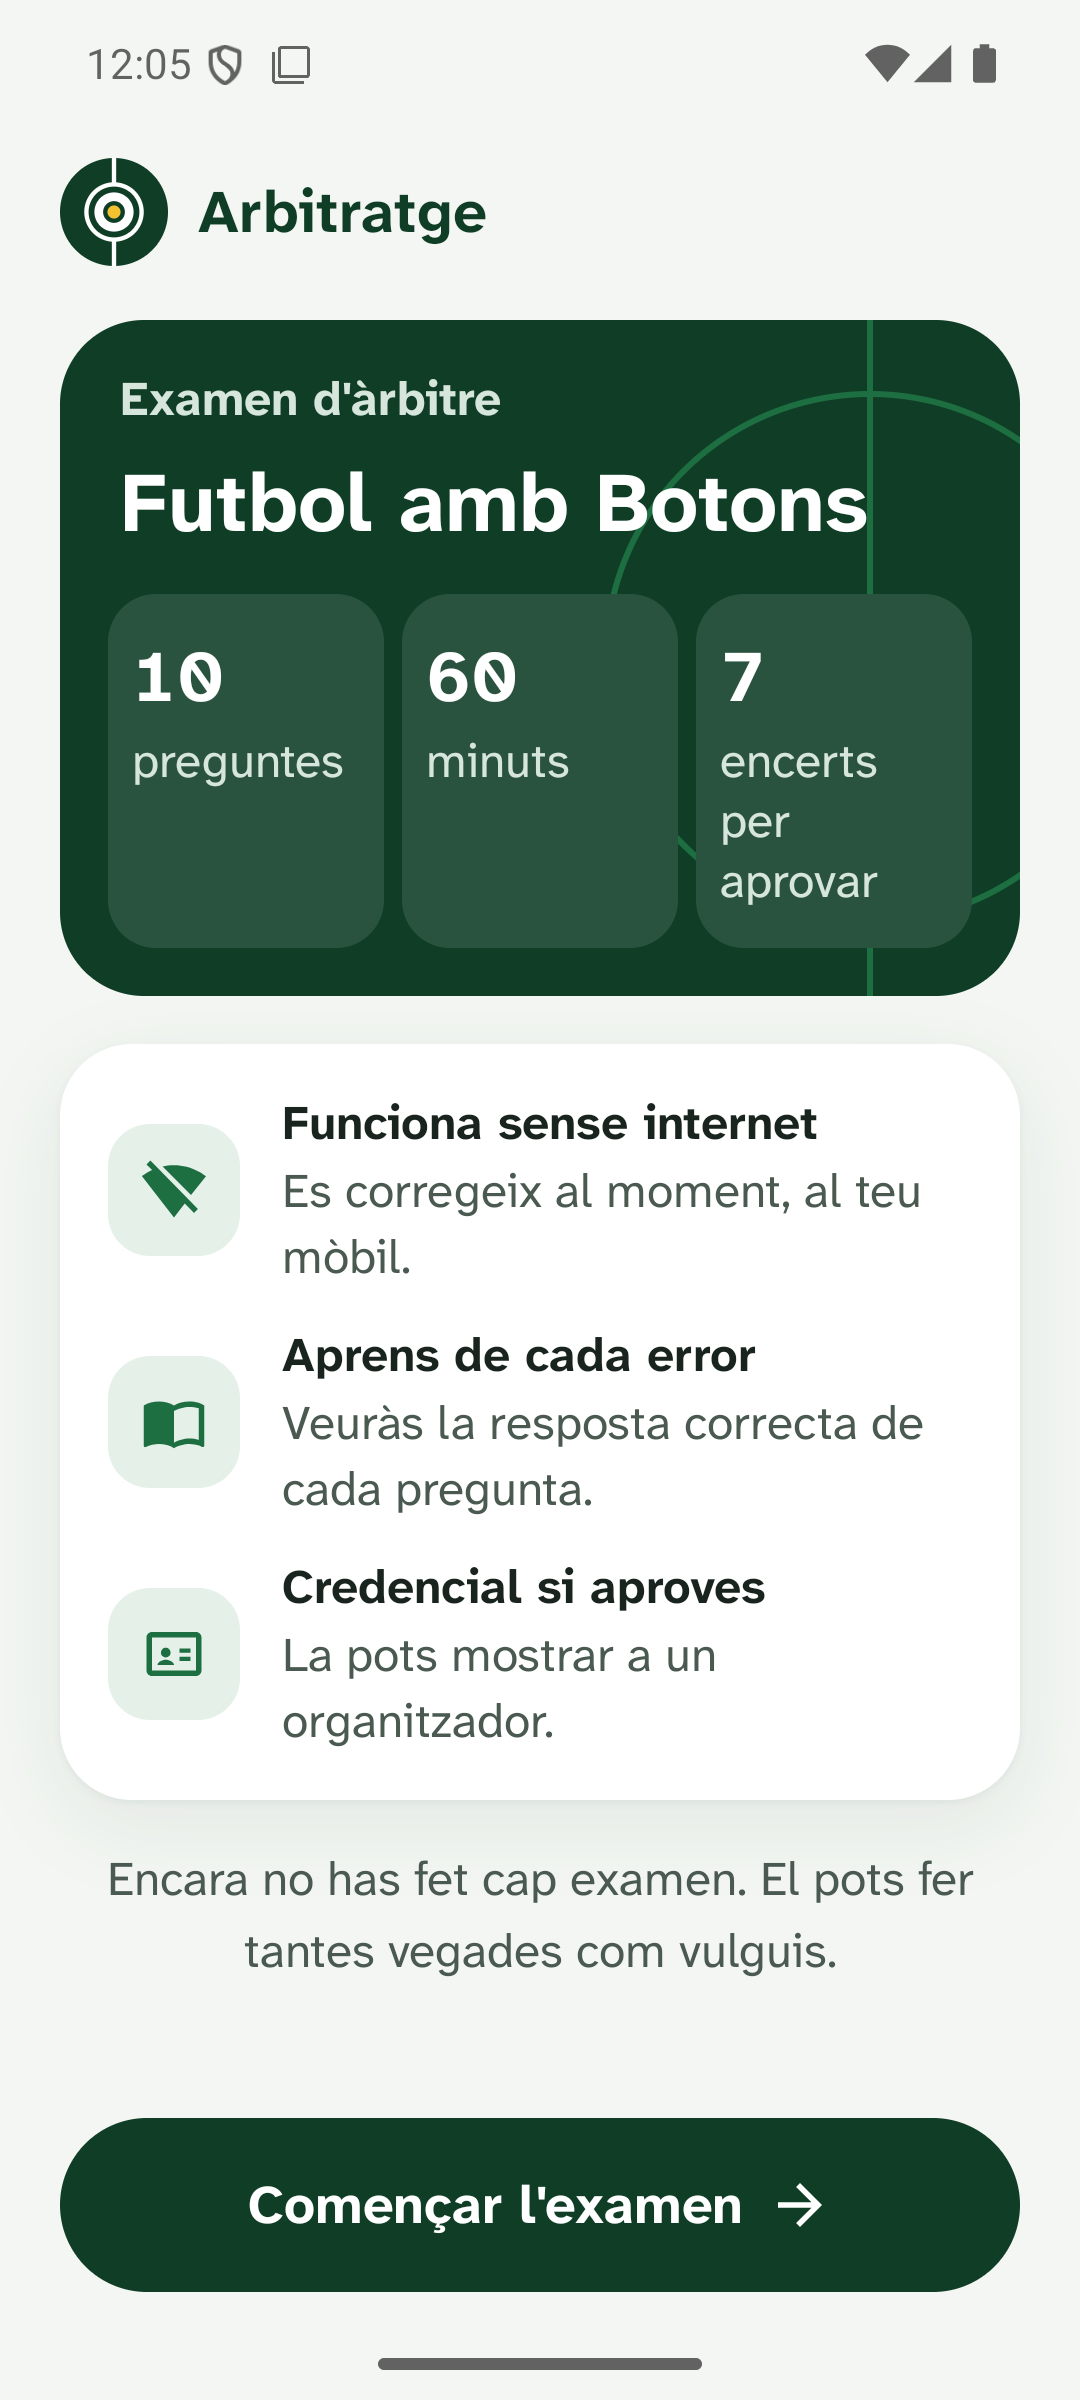 12:05
Arbitratge
Examen d'àrbitre
Futbol amb Botons
10
preguntes
60
minuts
7
encerts
per
aprovar
Funciona sense internet
Es corregeix al moment, al teu
mòbil.
Aprens de cada error
Veuràs la resposta correcta de
cada pregunta.
Credencial si aproves
La pots mostrar a un
organitzador.
Encara no has fet cap examen. El pots fer
tantes vegades com vulguis.
Començar l'examen